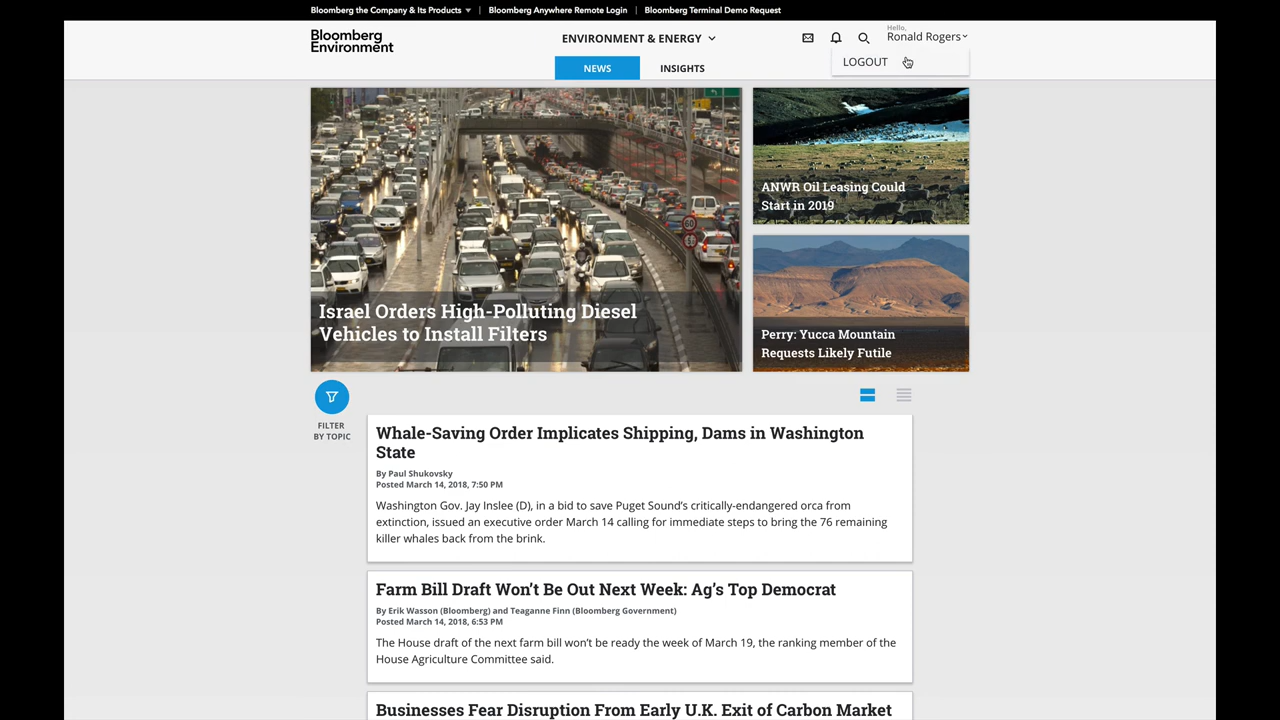 Bloomberg the Company & Its Products
Bloomberg Anywhere Remote Login
Bloomberg Terminal Demo Request
Bloomberg
Environment
ENVIRONMENT & ENERGY
Hello,
Ronald Rogers
LOGOUT
NEWS
INSIGHTS
Israel Orders High-Polluting Diesel
Vehicles to Install Filters
ANWR Oil Leasing Could
Start in 2019
Perry: Yucca Mountain
Requests Likely Futile
FILTER
BY TOPIC
Whale-Saving Order Implicates Shipping, Dams in Washington
State
By Paul Shukovsky
Posted March 14, 2018, 7:50 PM
Washington Gov. Jay Inslee (D), in a bid to save Puget Sound’s critically-endangered orca from
extinction, issued an executive order March 14 calling for immediate steps to bring the 76 remaining
killer whales back from the brink.
Farm Bill Draft Won’t Be Out Next Week: Ag’s Top Democrat
By Erik Wasson (Bloomberg) and Teaganne Finn (Bloomberg Government)
Posted March 14, 2018, 6:53 PM
The House draft of the next farm bill won’t be ready the week of March 19, the ranking member of the
House Agriculture Committee said.
Businesses Fear Disruption From Early U.K. Exit of Carbon Market